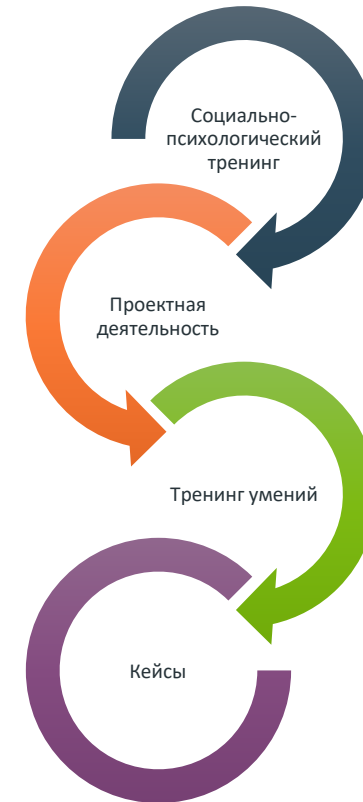 Социально-
психологический
тренинг
Проектная
деятельность
Тренинг умений
Кейсы